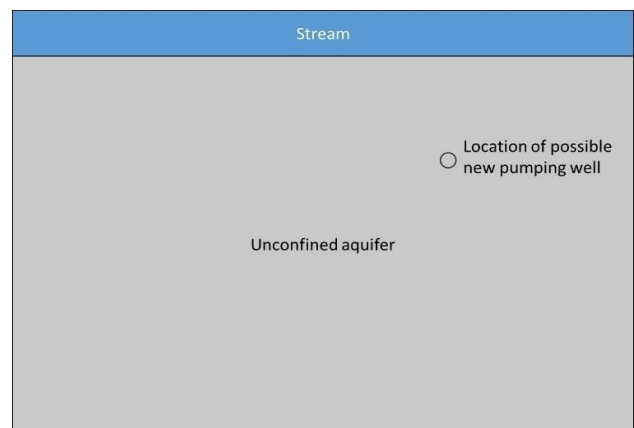 Stream
Location of possible
new pumping well
Unconfined aquifer